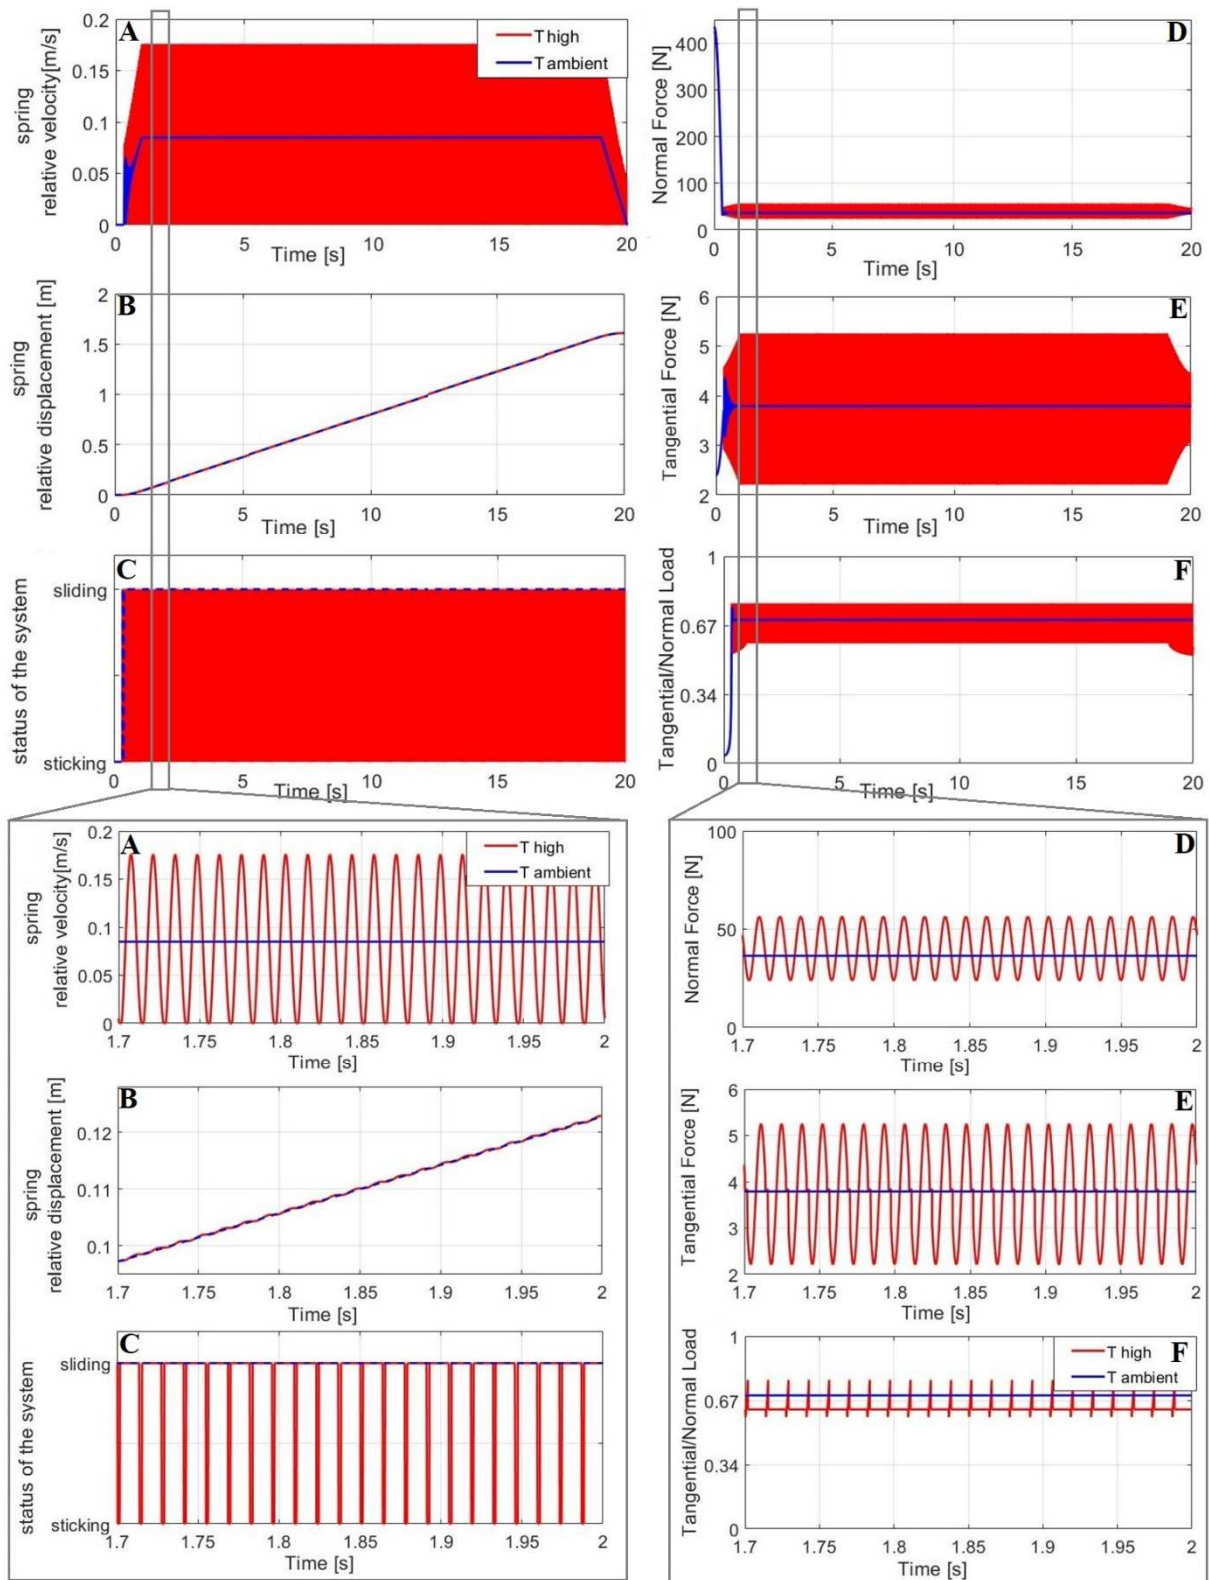 A
spring
relative velocity[m/s]
0.2
0.15
0.1
0.05
0
T high
T ambient
0 5 10 15 20
Time [s]
B
spring
relative displacement [m]
2
1.5
1
0.5
0
0 5 10 15 20
Time [s]
C
status of the system
sliding
sticking
0 5 10 15 20
Time [s]
D
Normal Force [N]
400
300
200
100
0
0 5 10 15 20
Time [s]
E
Tangential Force [N]
6
5
4
3
2
0 5 10 15 20
Time [s]
F
Tangential/Normal Load
1
0.67
0.34
0
0 5 10 15 20
Time [s]
A
spring
relative velocity[m/s]
0.2
0.15
0.1
0.05
0
T high
T ambient
1.7 1.75 1.8 1.85 1.9 1.95 2
Time [s]
B
spring
relative displacement [m]
0.12
0.11
0.1
1.7 1.75 1.8 1.85 1.9 1.95 2
Time [s]
C
status of the system
sliding
sticking
1.7 1.75 1.8 1.85 1.9 1.95 2
Time [s]
D
Normal Force [N]
100
50
0
1.7 1.75 1.8 1.85 1.9 1.95 2
Time [s]
E
Tangential Force [N]
6
5
4
3
2
1.7 1.75 1.8 1.85 1.9 1.95 2
Time [s]
F
Tangential/Normal Load
1
0.67
0.34
0
T high
T ambient
1.7 1.75 1.8 1.85 1.9 1.95 2
Time [s]